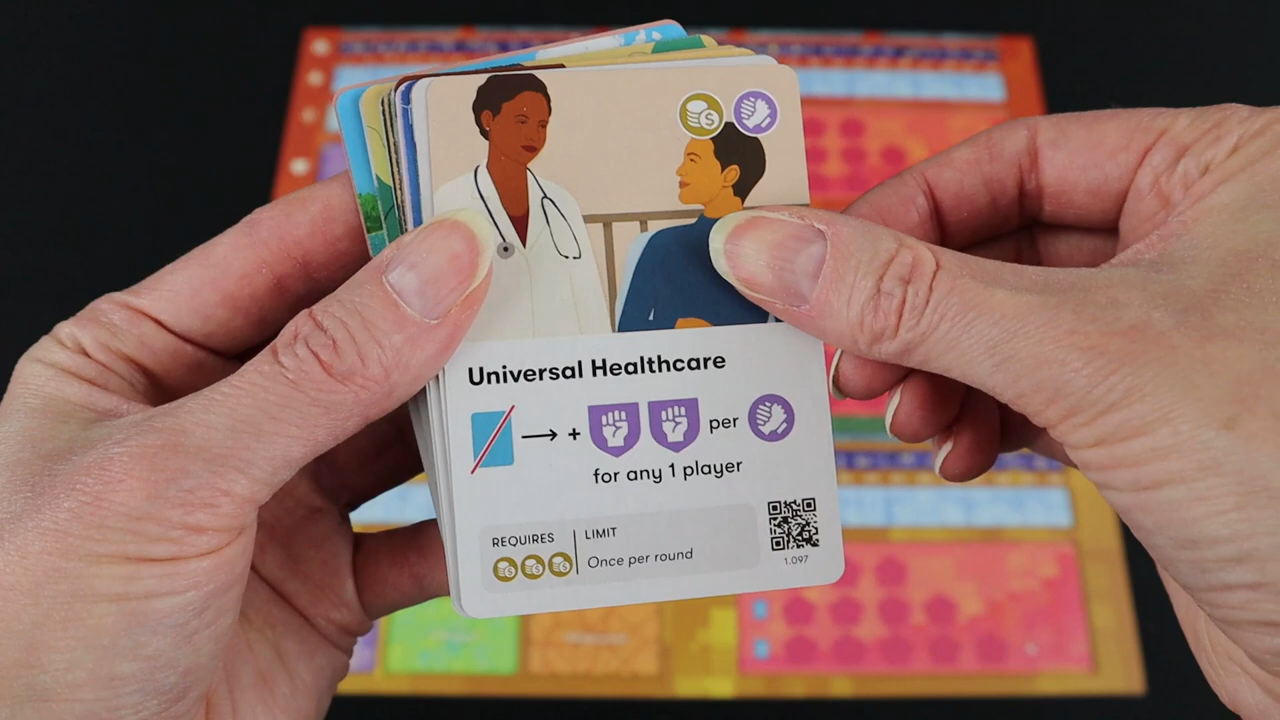 Universal Healthcare
+ per
for any 1 player
REQUIRES LIMIT
Once per round
1.097